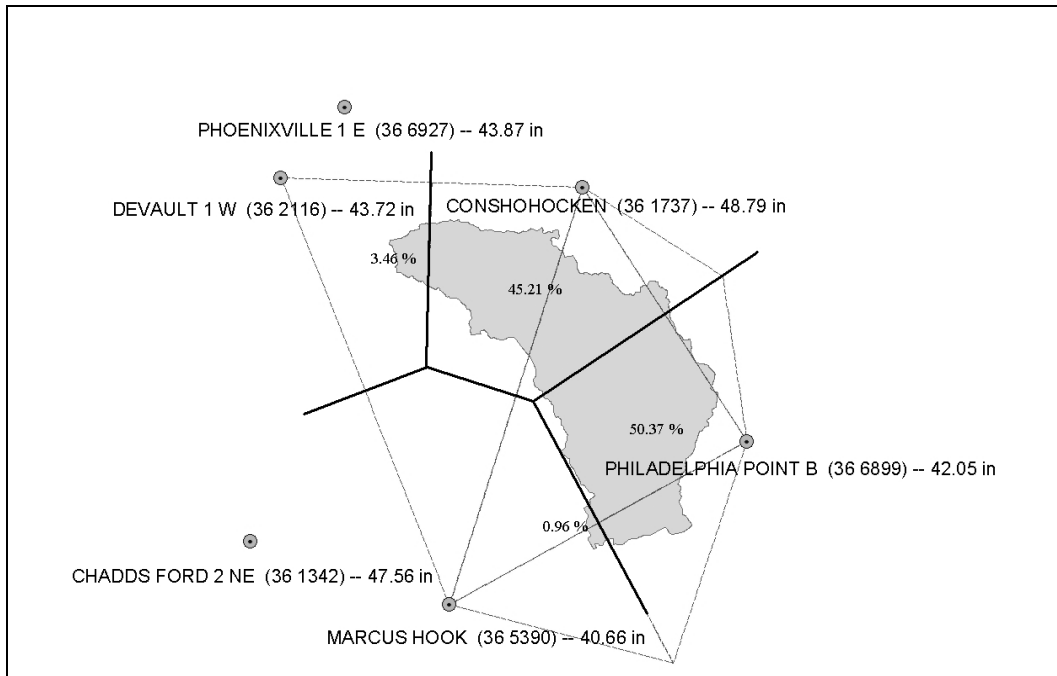 PHOENIXVILLE 1 E (36 6927) -- 43.87 in
DEVAULT 1 W (36 2116) -- 43.72 in
CONSHOHOCKEN (36 1737) -- 48.79 in
3.46 %
45.21 %
50.37 %
PHILADELPHIA POINT B (36 6899) -- 42.05 in
0.96 %
CHADDS FORD 2 NE (36 1342) -- 47.56 in
MARCUS HOOK (36 5390) -- 40.66 in